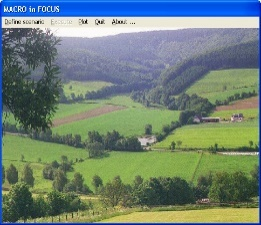 MACRO in FOCUS
Define scenario Execute Plot Quit About ...